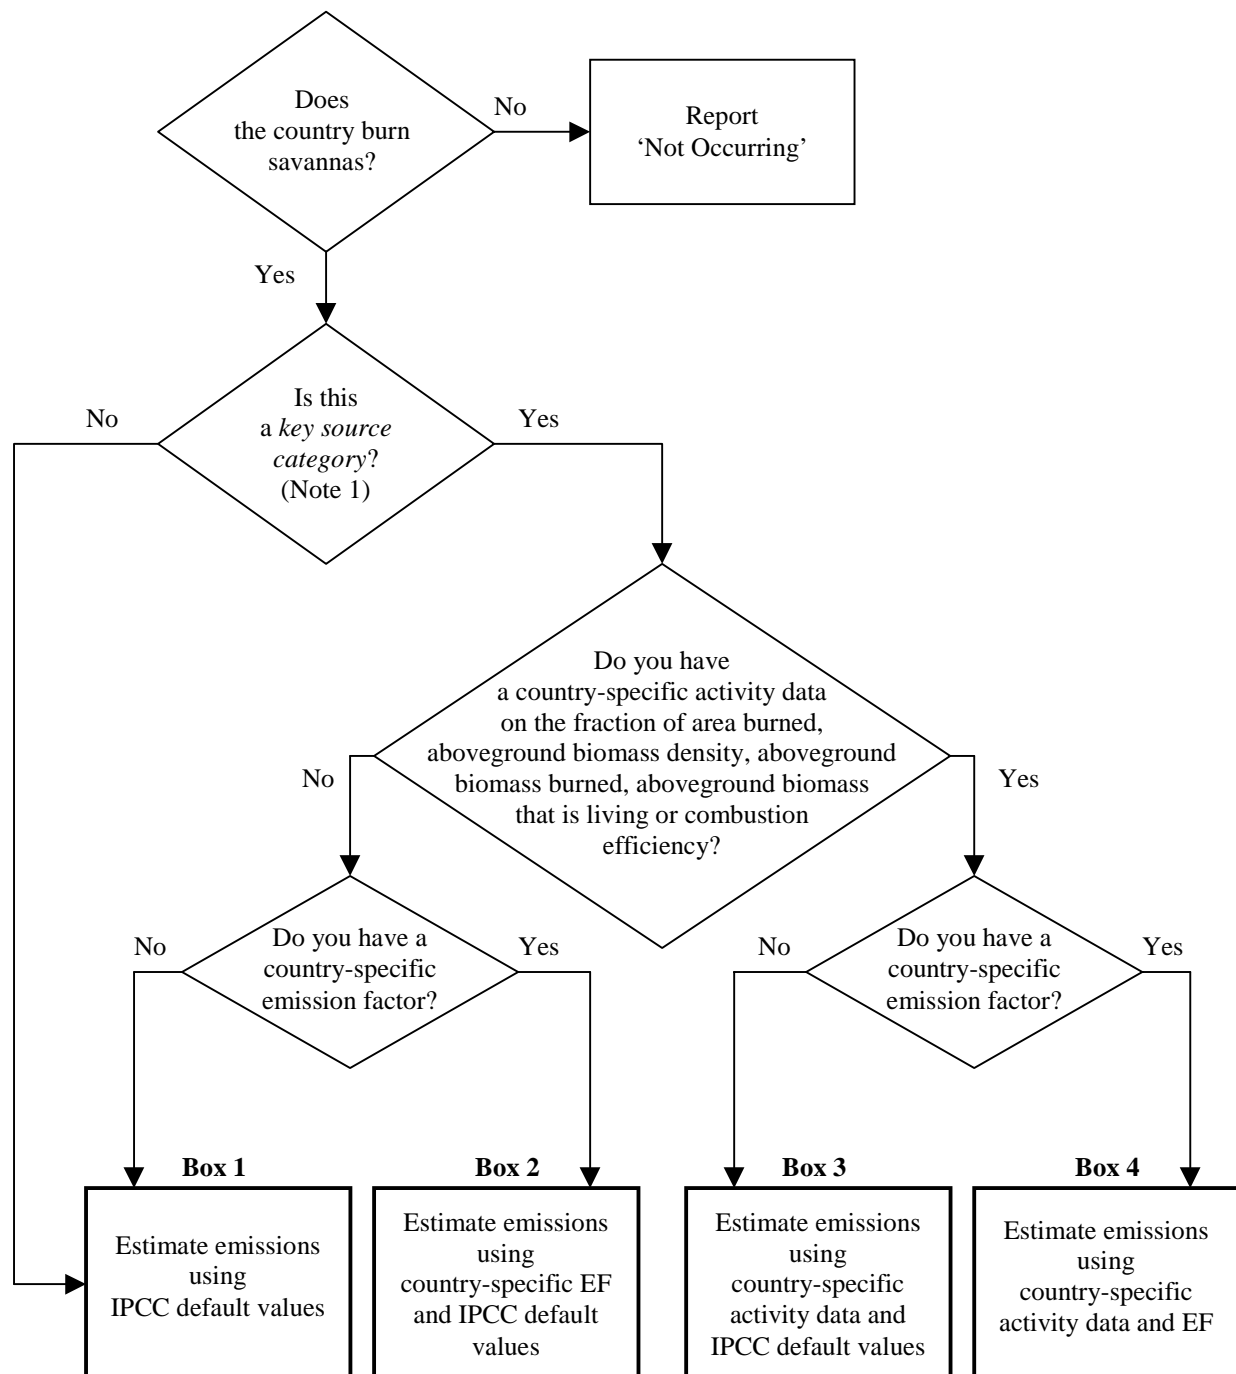 Does
the country burn
savannas?
No
Report
‘Not Occurring’
Yes
Is this
a key source
category?
(Note 1)
No
Yes
Do you have
a country-specific activity data
on the fraction of area burned,
aboveground biomass density, aboveground
biomass burned, aboveground biomass
that is living or combustion
efficiency?
No
Yes
Do you have a
country-specific
emission factor?
No
Yes
Do you have a
country-specific
emission factor?
No
Yes
Box 1
Estimate emissions
using
IPCC default values
Box 2
Estimate emissions
using
country-specific EF
and IPCC default
values
Box 3
Estimate emissions
using
country-specific
activity data and
IPCC default values
Box 4
Estimate emissions
using
country-specific
activity data and EF